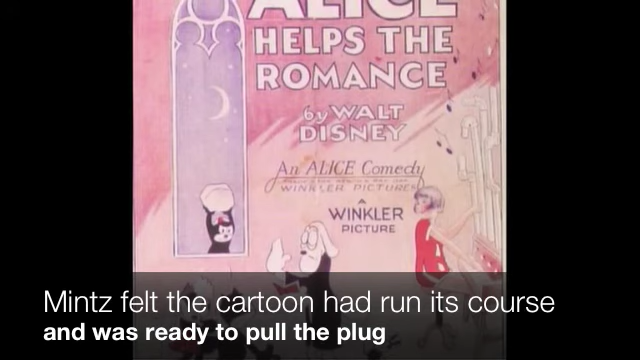 ALICE
HELPS THE
ROMANCE
by WALT
DISNEY
An ALICE Comedy
WINKLER PICTURES
A
WINKLER
PICTURE
Mintz felt the cartoon had run its course
and was ready to pull the plug